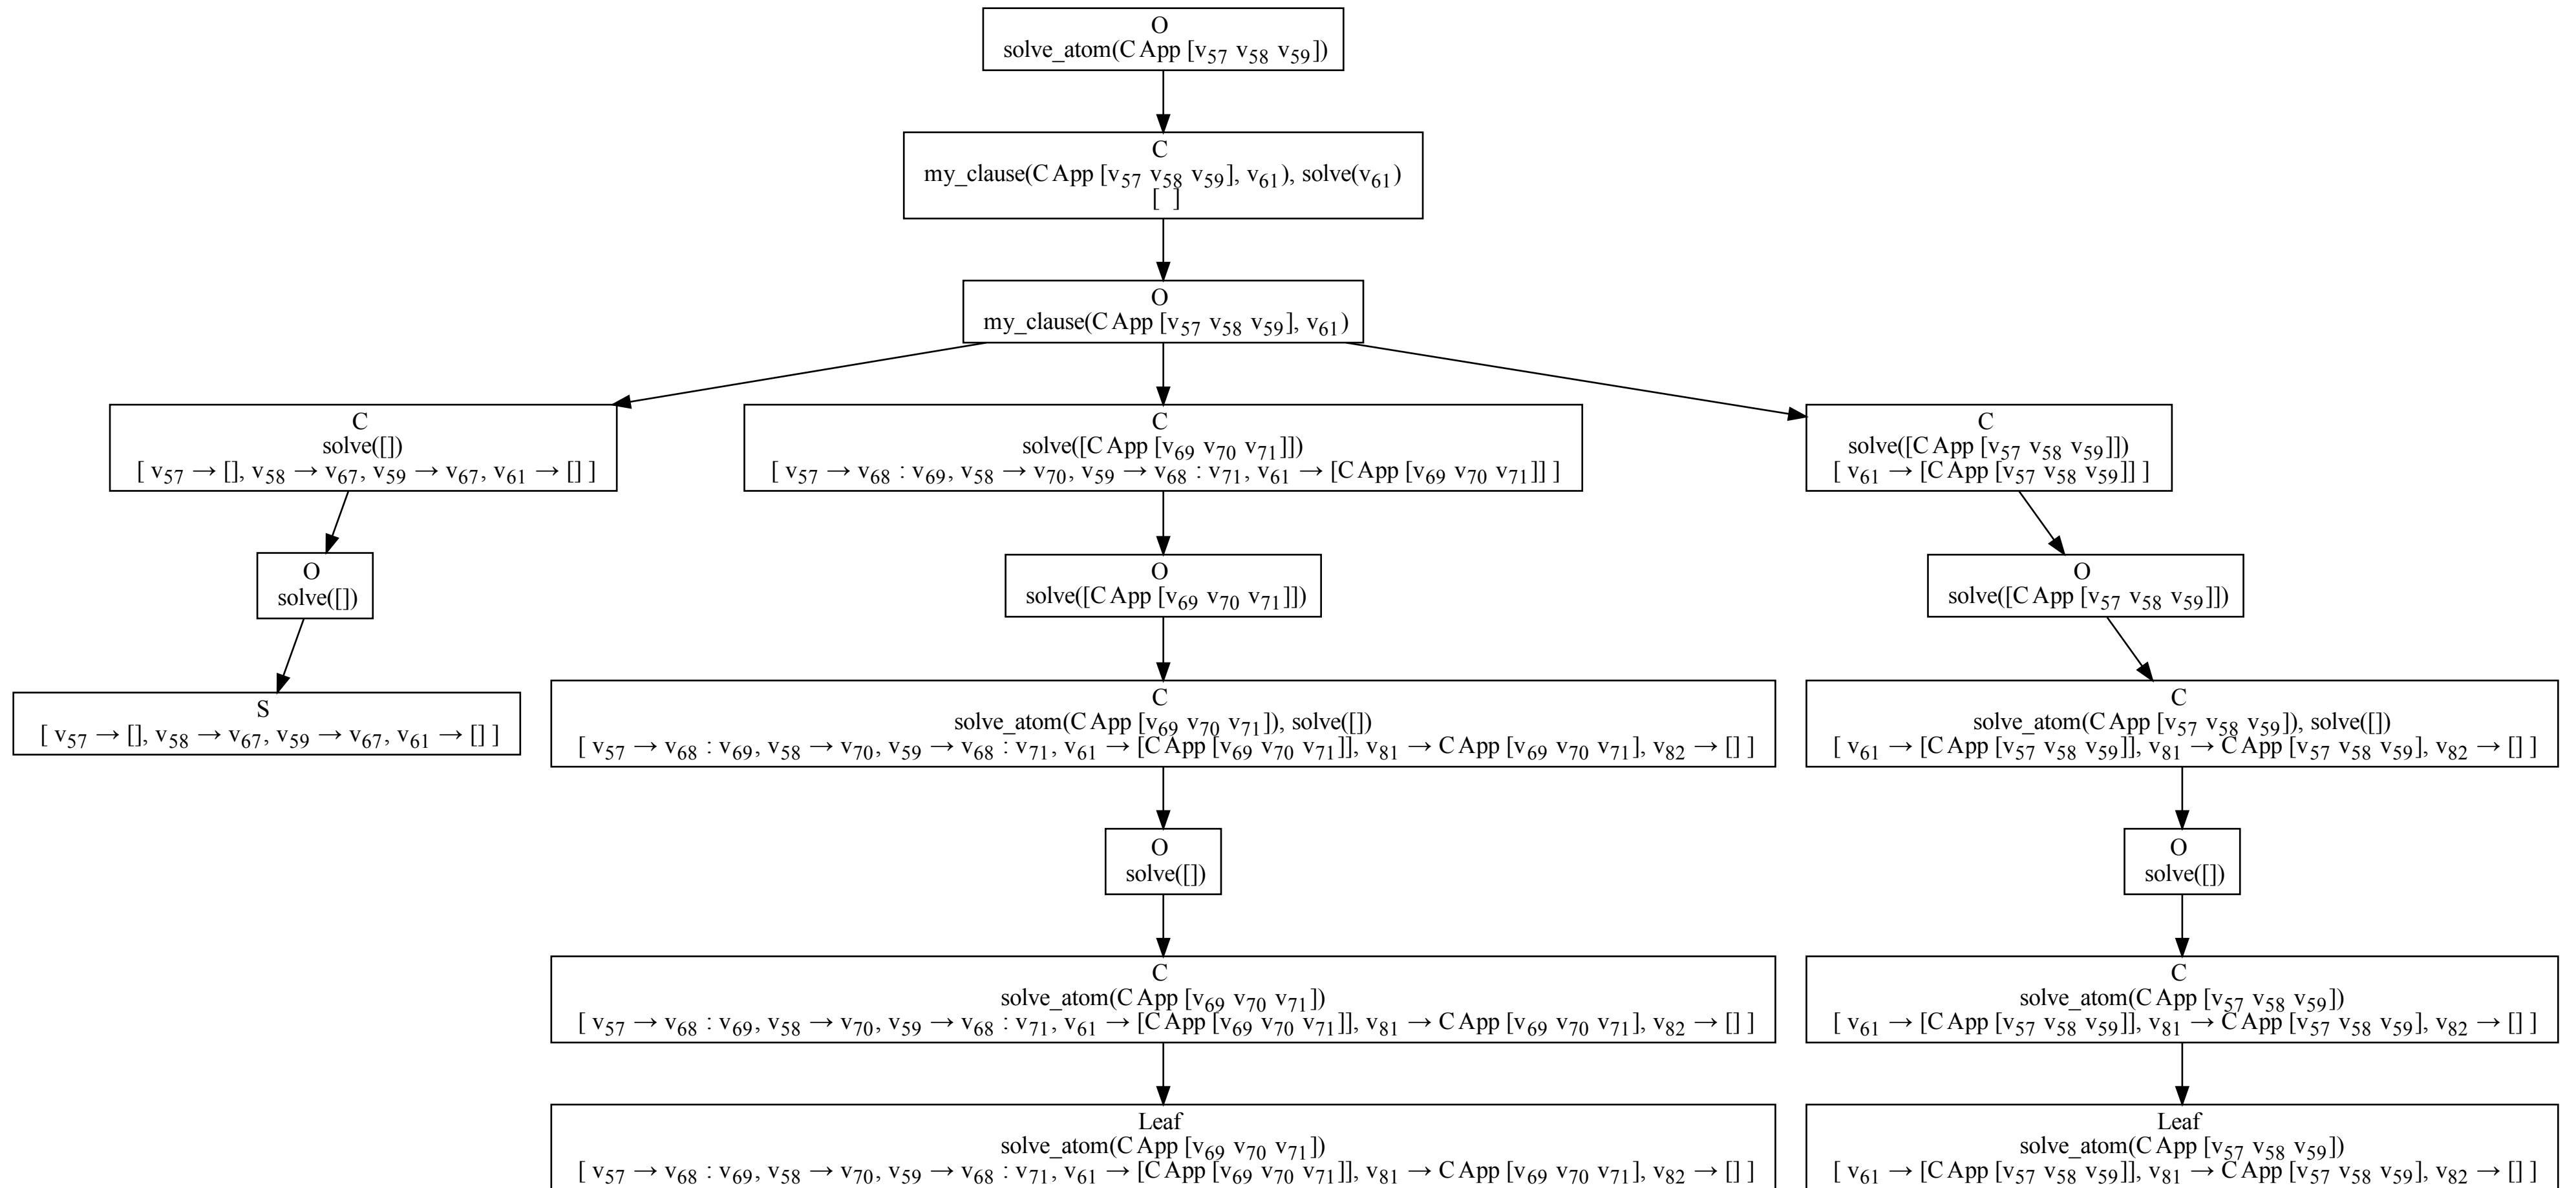 O
solve_atom(C App [v57 v58 v59])
C
my_clause(C App [v57 v58 v59], v61), solve(v61)
[ ]
O
my_clause(C App [v57 v58 v59], v61)
C
solve([])
[ v57 → [], v58 → v67, v59 → v67, v61 → [] ]
C
solve([C App [v69 v70 v71]])
[ v57 → v68 : v69, v58 → v70, v59 → v68 : v71, v61 → [C App [v69 v70 v71]] ]
C
solve([C App [v57 v58 v59]])
[ v61 → [C App [v57 v58 v59]] ]
O
solve([])
O
solve([C App [v69 v70 v71]])
O
solve([C App [v57 v58 v59]])
S
[ v57 → [], v58 → v67, v59 → v67, v61 → [] ]
C
solve_atom(C App [v69 v70 v71]), solve([])
[ v57 → v68 : v69, v58 → v70, v59 → v68 : v71, v61 → [C App [v69 v70 v71]], v81 → C App [v69 v70 v71], v82 → [] ]
C
solve_atom(C App [v57 v58 v59]), solve([])
[ v61 → [C App [v57 v58 v59]], v81 → C App [v57 v58 v59], v82 → [] ]
O
solve([])
O
solve([])
C
solve_atom(C App [v69 v70 v71])
[ v57 → v68 : v69, v58 → v70, v59 → v68 : v71, v61 → [C App [v69 v70 v71]], v81 → C App [v69 v70 v71], v82 → [] ]
C
solve_atom(C App [v57 v58 v59])
[ v61 → [C App [v57 v58 v59]], v81 → C App [v57 v58 v59], v82 → [] ]
Leaf
solve_atom(C App [v69 v70 v71])
[ v57 → v68 : v69, v58 → v70, v59 → v68 : v71, v61 → [C App [v69 v70 v71]], v81 → C App [v69 v70 v71], v82 → [] ]
Leaf
solve_atom(C App [v57 v58 v59])
[ v61 → [C App [v57 v58 v59]], v81 → C App [v57 v58 v59], v82 → [] ]